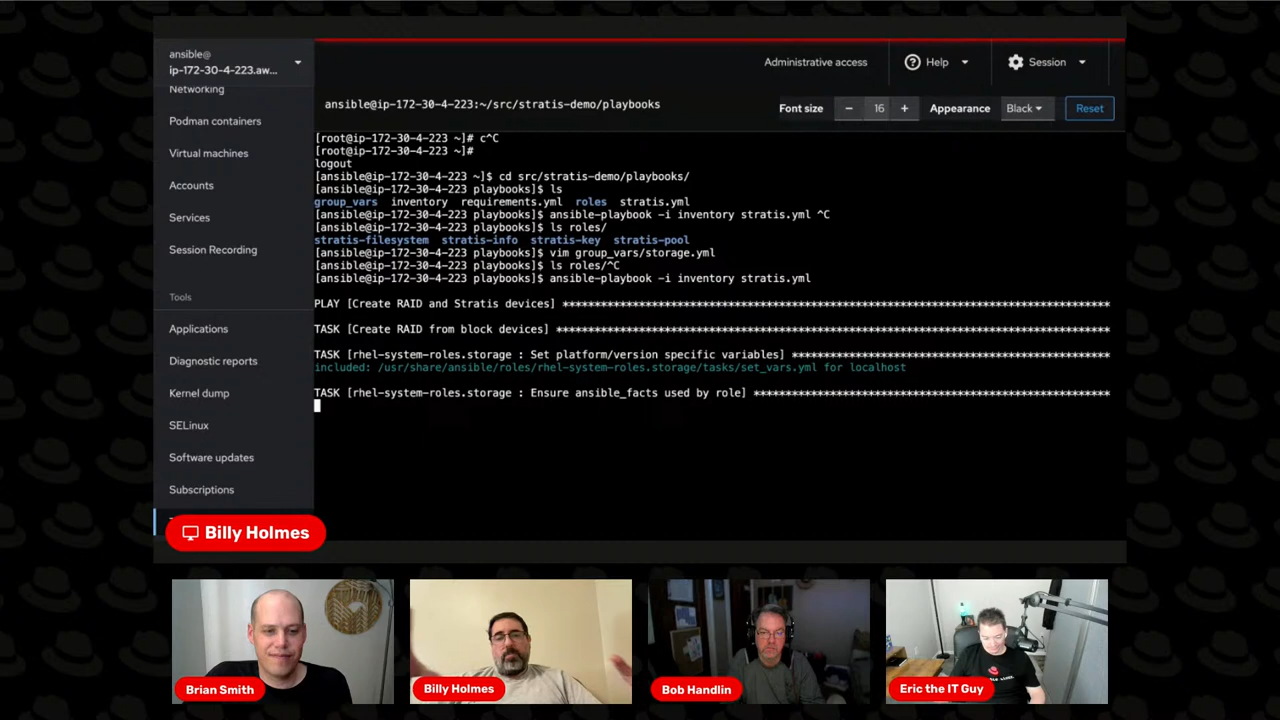 ansible@
ip-172-30-4-223.aw...
Administrative access
Help
Session
Networking
ansible@ip-172-30-4-223:~/src/stratis-demo/playbooks
Font size
16
Appearance
Black
Reset
Podman containers
Virtual machines
Accounts
Services
Session Recording
Tools
Applications
Diagnostic reports
Kernel dump
SELinux
Software updates
Subscriptions
[root@ip-172-30-4-223 ~]# c^C
[root@ip-172-30-4-223 ~]#
logout
[ansible@ip-172-30-4-223 ~]$ cd src/stratis-demo/playbooks/
[ansible@ip-172-30-4-223 playbooks]$ ls
group_vars inventory requirements.yml roles stratis.yml
[ansible@ip-172-30-4-223 playbooks]$ ansible-playbook -i inventory stratis.yml ^C
[ansible@ip-172-30-4-223 playbooks]$ ls roles/
stratis-filesystem stratis-info stratis-key stratis-pool
[ansible@ip-172-30-4-223 playbooks]$ vim group_vars/storage.yml
[ansible@ip-172-30-4-223 playbooks]$ ls roles/^C
[ansible@ip-172-30-4-223 playbooks]$ ansible-playbook -i inventory stratis.yml
PLAY [Create RAID and Stratis devices] ****************************************************************************************
TASK [Create RAID from block devices] *****************************************************************************************
TASK [rhel-system-roles.storage : Set platform/version specific variables] ****************************************************
included: /usr/share/ansible/roles/rhel-system-roles.storage/tasks/set_vars.yml for localhost
TASK [rhel-system-roles.storage : Ensure ansible_facts used by role] **********************************************************
Billy Holmes
Brian Smith
Billy Holmes
Bob Handlin
Eric the IT Guy